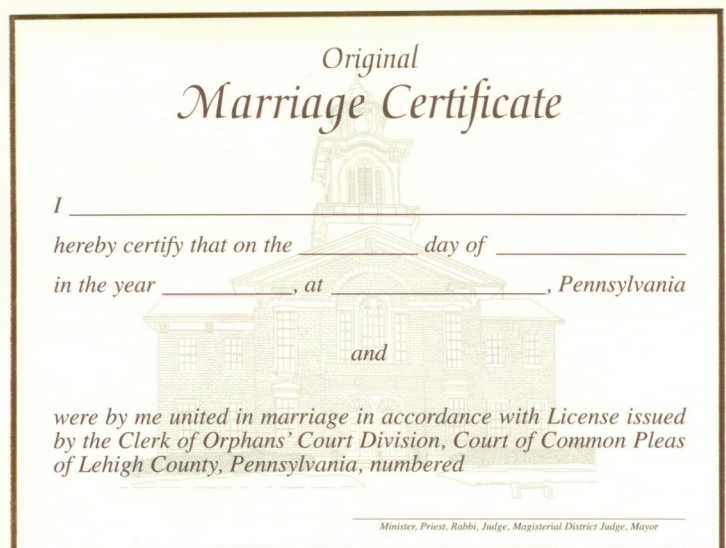 Original
Marriage Certificate
I
hereby certify that on the day of
in the year , at , Pennsylvania
and
were by me united in marriage in accordance with License issued
by the Clerk of Orphans' Court Division, Court of Common Pleas
of Lehigh County, Pennsylvania, numbered
Minister, Priest, Rabbi, Judge, Magisterial District Judge, Mayor